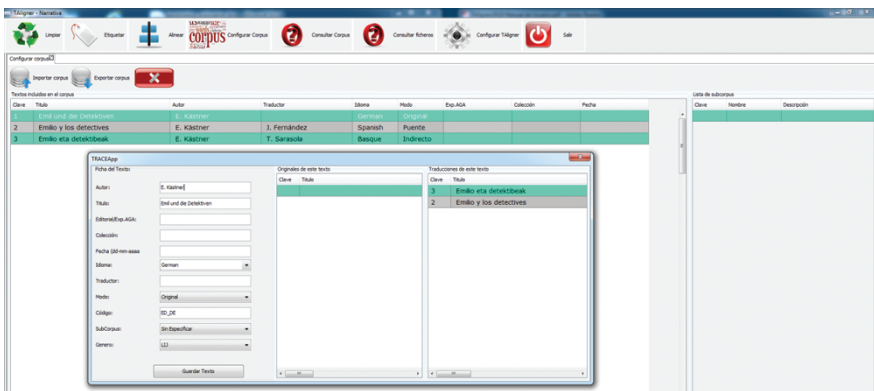 TAligner - Narrativa
Limpiar Etiquetar Alinear corpus Configurar Corpus Consultar Corpus Consultar ficheros Configurar TAligner Salir
Configurar corpus
Importar corpus Exportar corpus
Textos incluidos en el corpus Lista de subcorpus
Clave Título Autor Traductor Idioma Modo Exp.AGA Colección Fecha Clave Nombre Descripción
1 Emil und die Detektiven E. Kästner German Original
2 Emilio y los detectives E. Kästner J. Fernández Spanish Puente
3 Emilio eta detektibeak E. Kästner T. Sarasola Basque Indirecto
TRACEApp
Ficha del Texto: Originales de este texto Traducciones de este texto
Clave Título Clave Título
Autor: E. Kästner
3 Emilio eta detektibeak
Título: Emil und die Detektiven
2 Emilio y los detectives
Editorial/Exp.AGA:
Colección:
Fecha (dd-mm-aaaa
Idioma: German
Traductor:
Modo: Original
Código: ED_DE
SubCorpus: Sin Especificar
Genero: LIJ
Guardar Texto